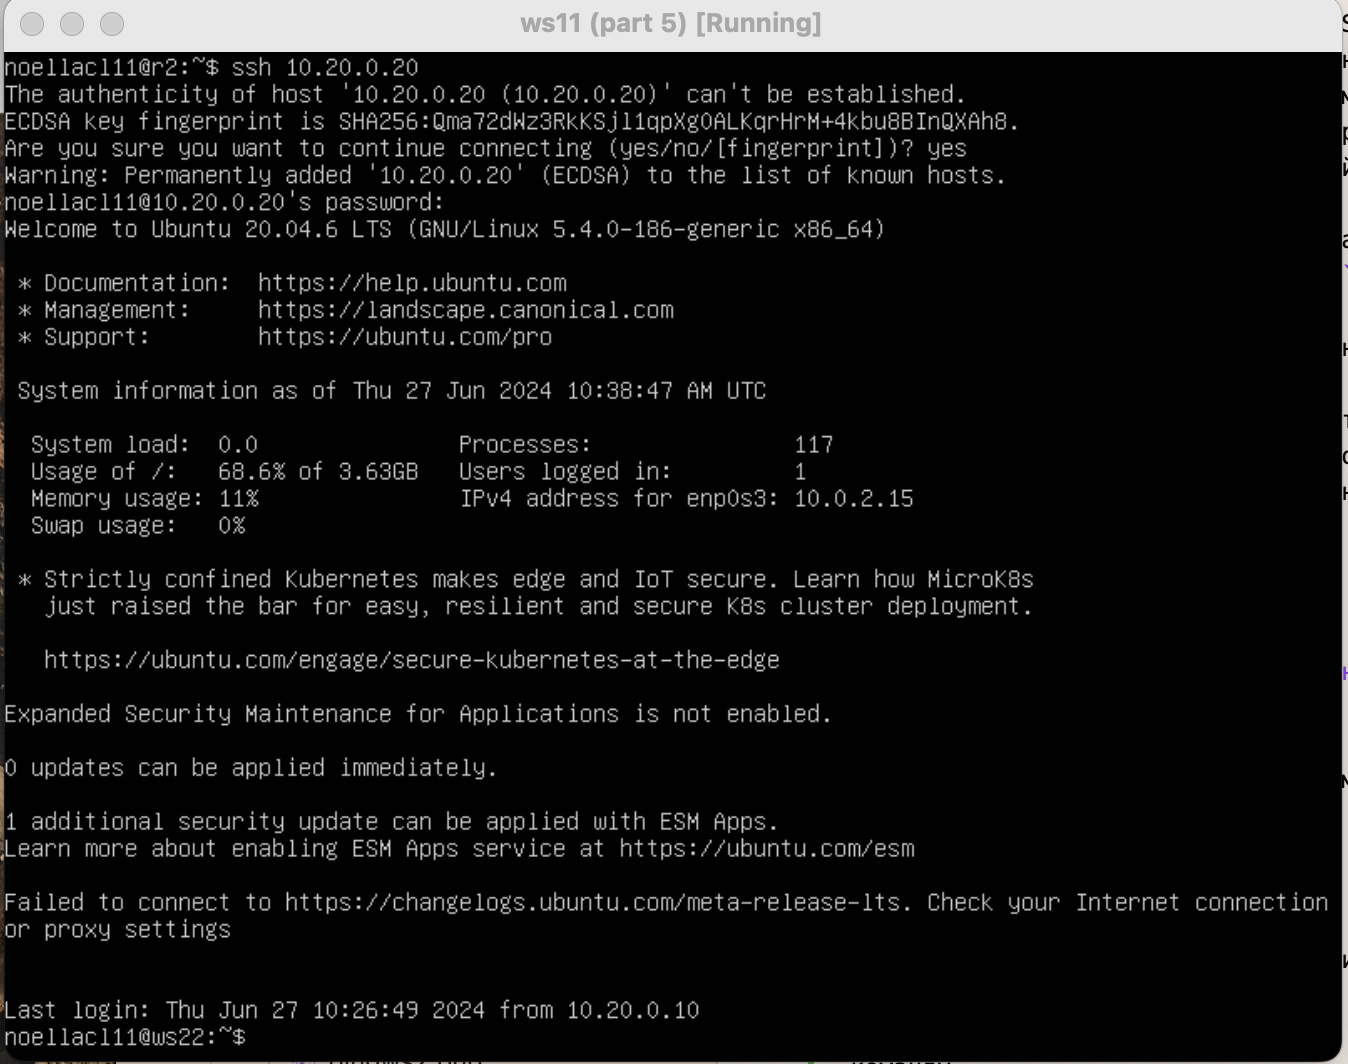 ws11 (part 5) [Running]
noellacl11@r2:~$ ssh 10.20.0.20
The authenticity of host '10.20.0.20 (10.20.0.20)' can't be established.
ECDSA key fingerprint is SHA256:Qma72dWz3RkKSjl1qpXgOALKqrHrM+4kbu8BInQXAh8.
Are you sure you want to continue connecting (yes/no/[fingerprint])? yes
Warning: Permanently added '10.20.0.20' (ECDSA) to the list of known hosts.
noellacl11@10.20.0.20's password:
Welcome to Ubuntu 20.04.6 LTS (GNU/Linux 5.4.0-186-generic x86_64)
* Documentation:  https://help.ubuntu.com
* Management:     https://landscape.canonical.com
* Support:        https://ubuntu.com/pro
System information as of Thu 27 Jun 2024 10:38:47 AM UTC
System load:  0.0               Processes:               117
Usage of /:   68.6% of 3.63GB   Users logged in:         1
Memory usage: 11%               IPv4 address for enp0s3: 10.0.2.15
Swap usage:   0%
* Strictly confined Kubernetes makes edge and IoT secure. Learn how MicroK8s
just raised the bar for easy, resilient and secure K8s cluster deployment.
https://ubuntu.com/engage/secure-kubernetes-at-the-edge
Expanded Security Maintenance for Applications is not enabled.
0 updates can be applied immediately.
1 additional security update can be applied with ESM Apps.
Learn more about enabling ESM Apps service at https://ubuntu.com/esm
Failed to connect to https://changelogs.ubuntu.com/meta-release-lts. Check your Internet connection
or proxy settings
Last login: Thu Jun 27 10:26:49 2024 from 10.20.0.10
noellacl11@ws22:~$